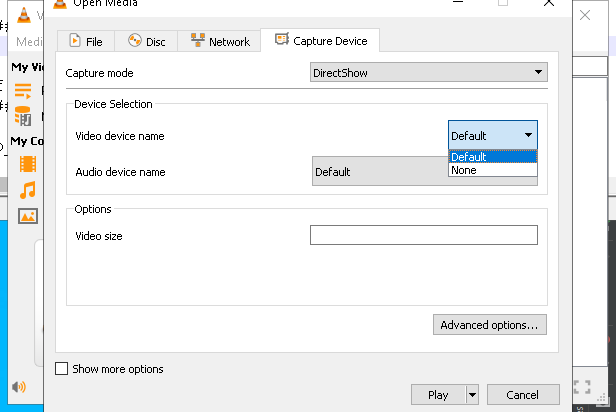 Open Media
Medi
File
Disc
Network
Capture Device
My Vi
Capture mode
DirectShow
Device Selection
Video device name
Default
Default
None
My Co
Audio device name
Default
Options
Video size
Advanced options...
Show more options
Play
Cancel